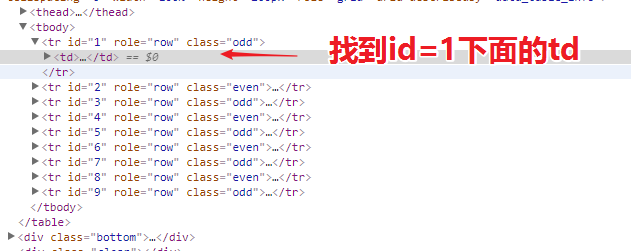 ▶<thead>…</thead>
▼<tbody>
▼<tr id="1" role="row" class="odd">
▶<td>…</td> == $0
</tr>
▶<tr id="2" role="row" class="even">…</tr>
▶<tr id="3" role="row" class="odd">…</tr>
▶<tr id="4" role="row" class="even">…</tr>
▶<tr id="5" role="row" class="odd">…</tr>
▶<tr id="6" role="row" class="even">…</tr>
▶<tr id="7" role="row" class="odd">…</tr>
▶<tr id="8" role="row" class="even">…</tr>
▶<tr id="9" role="row" class="odd">…</tr>
</tbody>
</table>
▶<div class="bottom">…</div>
找到id=1下面的td